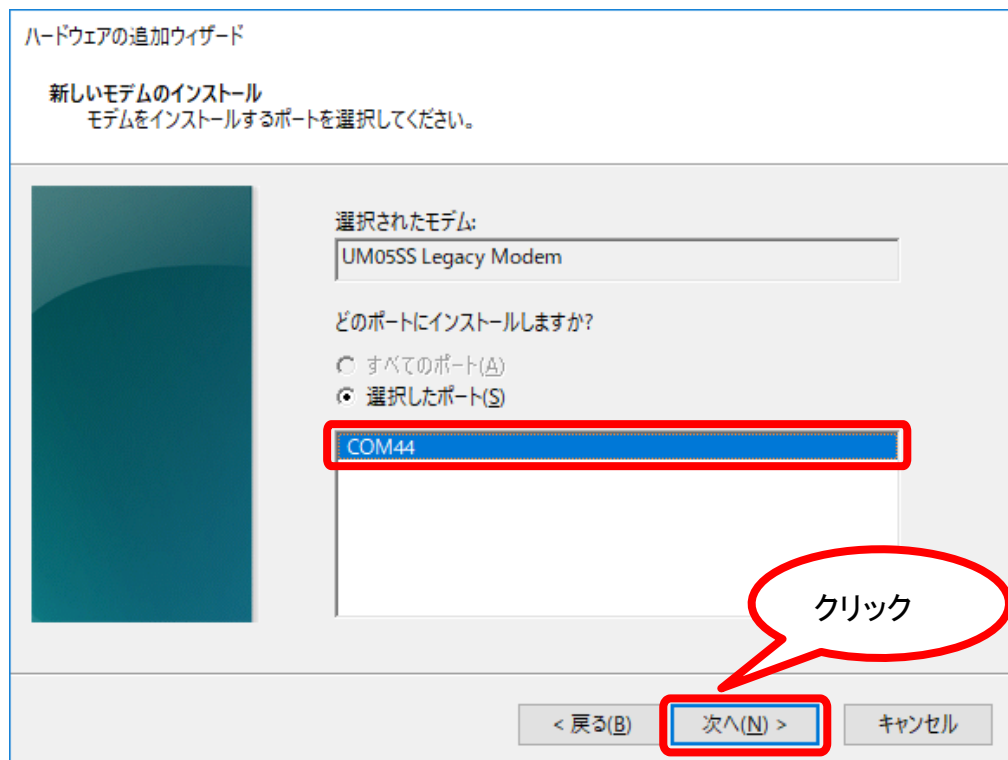 ハードウェアの追加ウィザード
新しいモデムのインストール
モデムをインストールするポートを選択してください。
選択されたモデム:
UM05SS Legacy Modem
どのポートにインストールしますか?
すべてのポート(A)
選択したポート(S)
COM44
クリック
< 戻る(B)
次へ(N) >
キャンセル